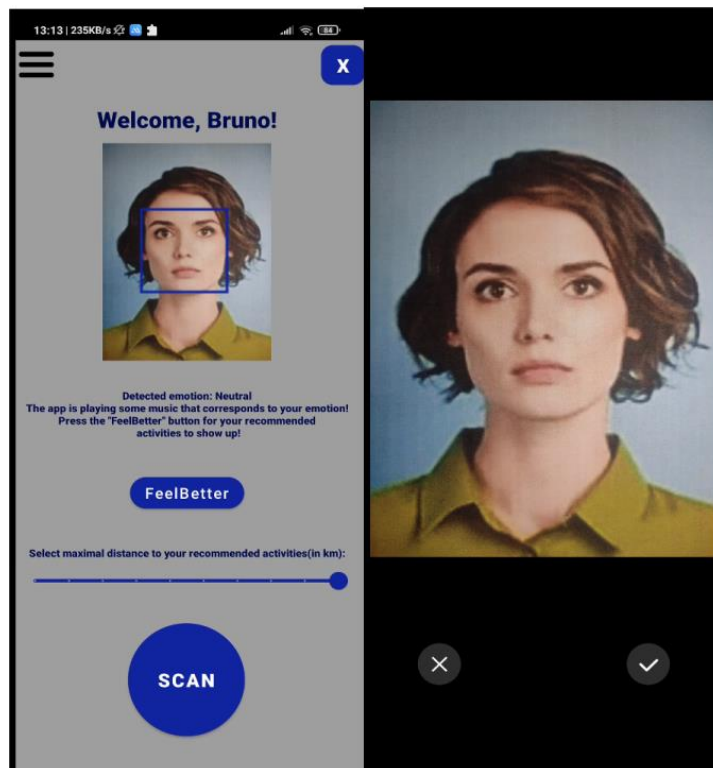 13:13 | 235KB/s
84
X
Welcome, Bruno!
Detected emotion: Neutral
The app is playing some music that corresponds to your emotion!
Press the "FeelBetter" button for your recommended
activities to show up!
FeelBetter
Select maximal distance to your recommended activities(in km):
SCAN